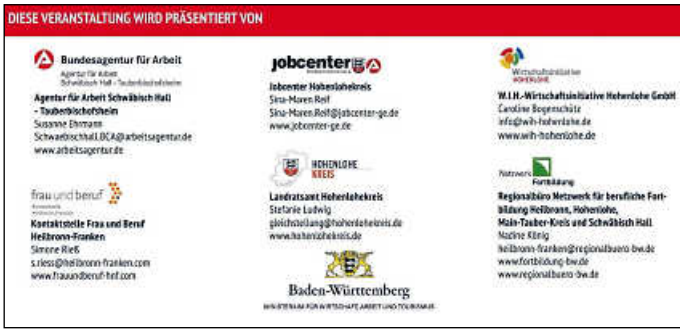 DIESE VERANSTALTUNG WIRD PRÄSENTIERT VON
Bundesagentur für Arbeit
Agentur für Arbeit
Schwäbisch Hall - Tauberbischofsheim
Agentur für Arbeit Schwäbisch Hall
- Tauberbischofsheim
Susanne Ehrmann
Schwaebischhall.BCA@arbeitsagentur.de
www.arbeitsagentur.de
frau und beruf
Kontaktstelle Frau und Beruf
Heilbronn-Franken
Simone Rieß
s.riess@heilbronn-franken.com
www.frauundberuf-hnf.com
jobcenter
Jobcenter Hohenlohekreis
Sina-Maren Reif
Sina-Maren.Reif@jobcenter-ge.de
www.jobcenter-ge.de
HOHENLOHE
KREIS
Landratsamt Hohenlohekreis
Stefanie Ludwig
gleichstellung@hohenlohekreis.de
www.hohenlohekreis.de
Baden-Württemberg
MINISTERIUM FÜR WIRTSCHAFT, ARBEIT UND TOURISMUS
Wirtschaftsinitiative
HOHENLOHE
W.I.H.-Wirtschaftsinitiative Hohenlohe GmbH
Caroline Bogenschütz
info@wih-hohenlohe.de
www.wih-hohenlohe.de
Netzwerk
Fortbildung
Regionalbüro Netzwerk für berufliche Fort-
bildung Heilbronn, Hohenlohe,
Main-Tauber-Kreis und Schwäbisch Hall
Nadine König
heilbronn-franken@regionalbuero-bw.de
www.fortbildung-bw.de
www.regionalbuero-bw.de